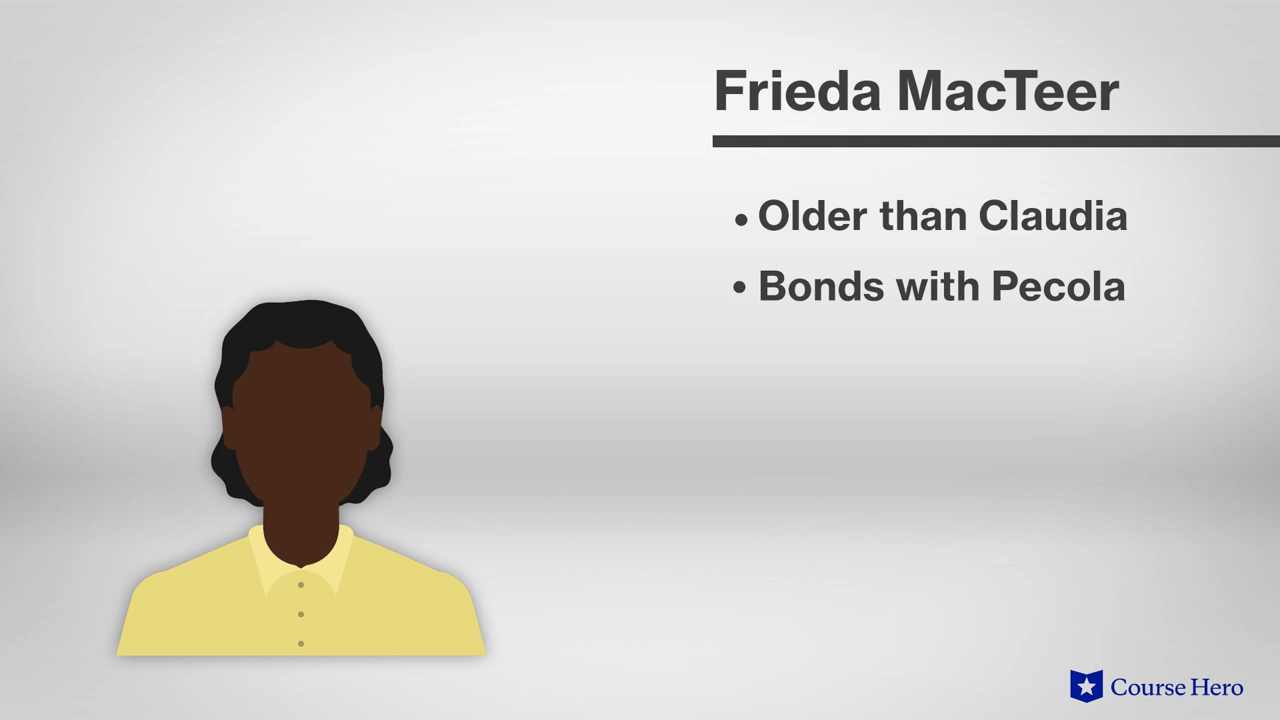 Frieda MacTeer
• Older than Claudia
• Bonds with Pecola
Course Hero